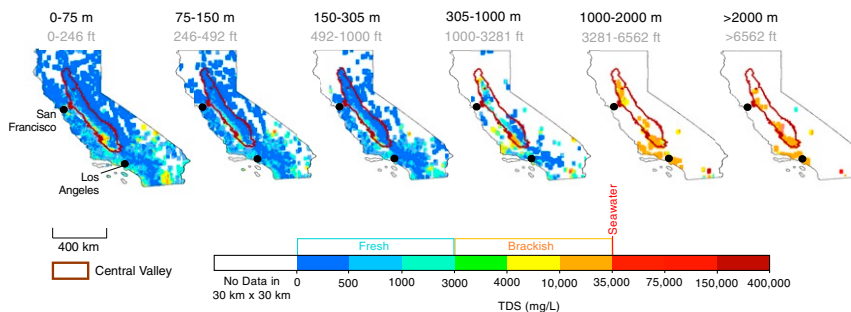 0-75 m
75-150 m
150-305 m
305-1000 m
1000-2000 m
>2000 m
0-246 ft
246-492 ft
492-1000 ft
1000-3281 ft
3281-6562 ft
>6562 ft
San
Francisco
Los
Angeles
400 km
Central Valley
Seawater
Fresh
Brackish
No Data in
30 km x 30 km
0
500
1000
3000
4000
10,000
35,000
75,000
150,000
400,000
TDS (mg/L)